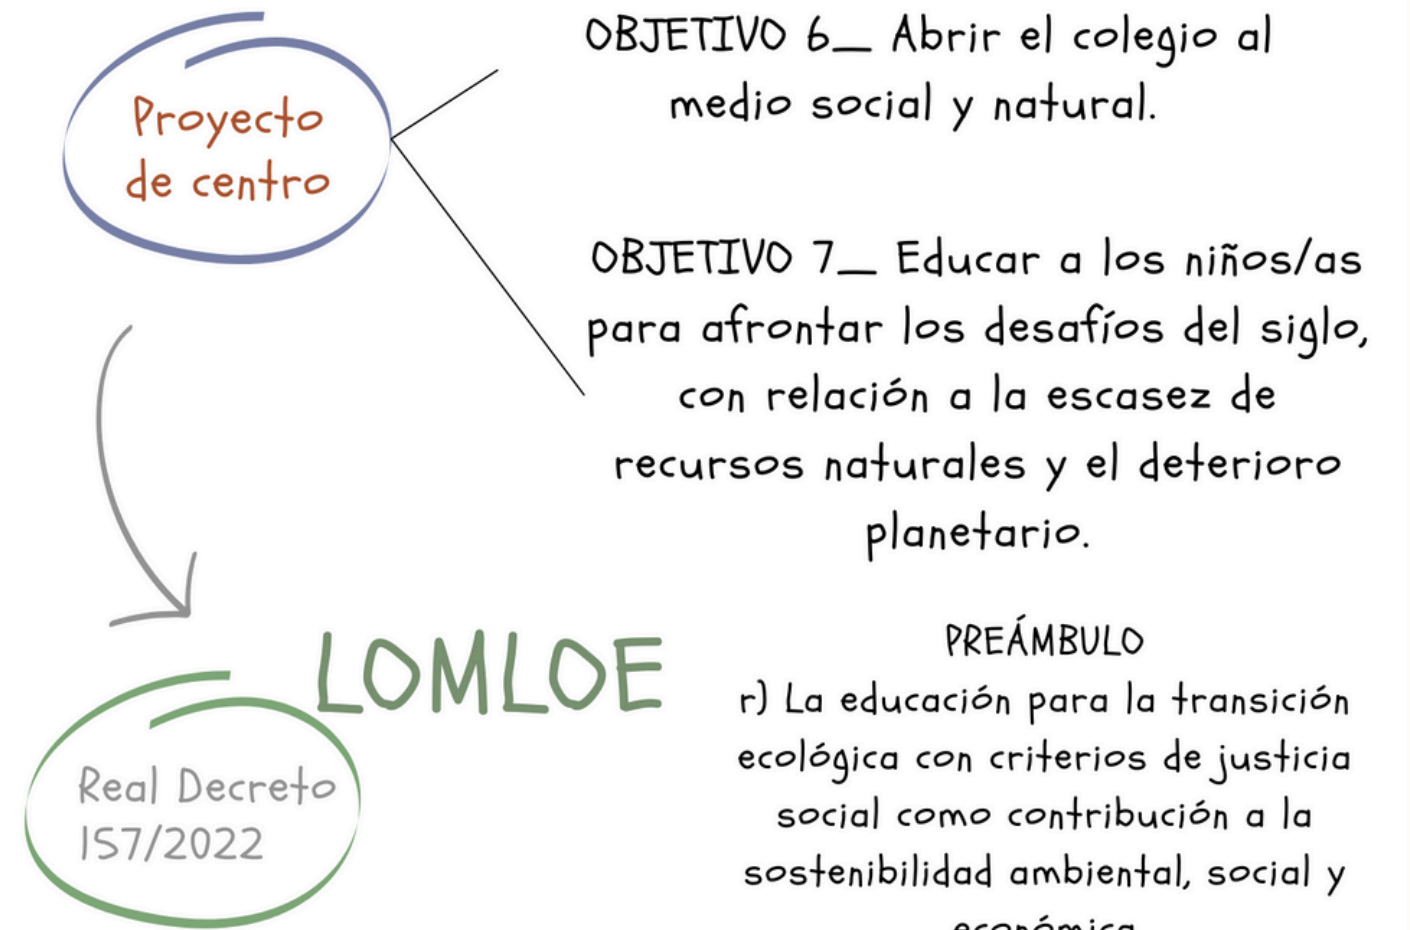 Proyecto
de centro
OBJETIVO 6_ Abrir el colegio al
medio social y natural.
OBJETIVO 7_ Educar a los niños/as
para afrontar los desafíos del siglo,
con relación a la escasez de
recursos naturales y el deterioro
planetario.
LOMLOE
Real Decreto
157/2022
PREÁMBULO
r) La educación para la transición
ecológica con criterios de justicia
social como contribución a la
sostenibilidad ambiental, social y
económica